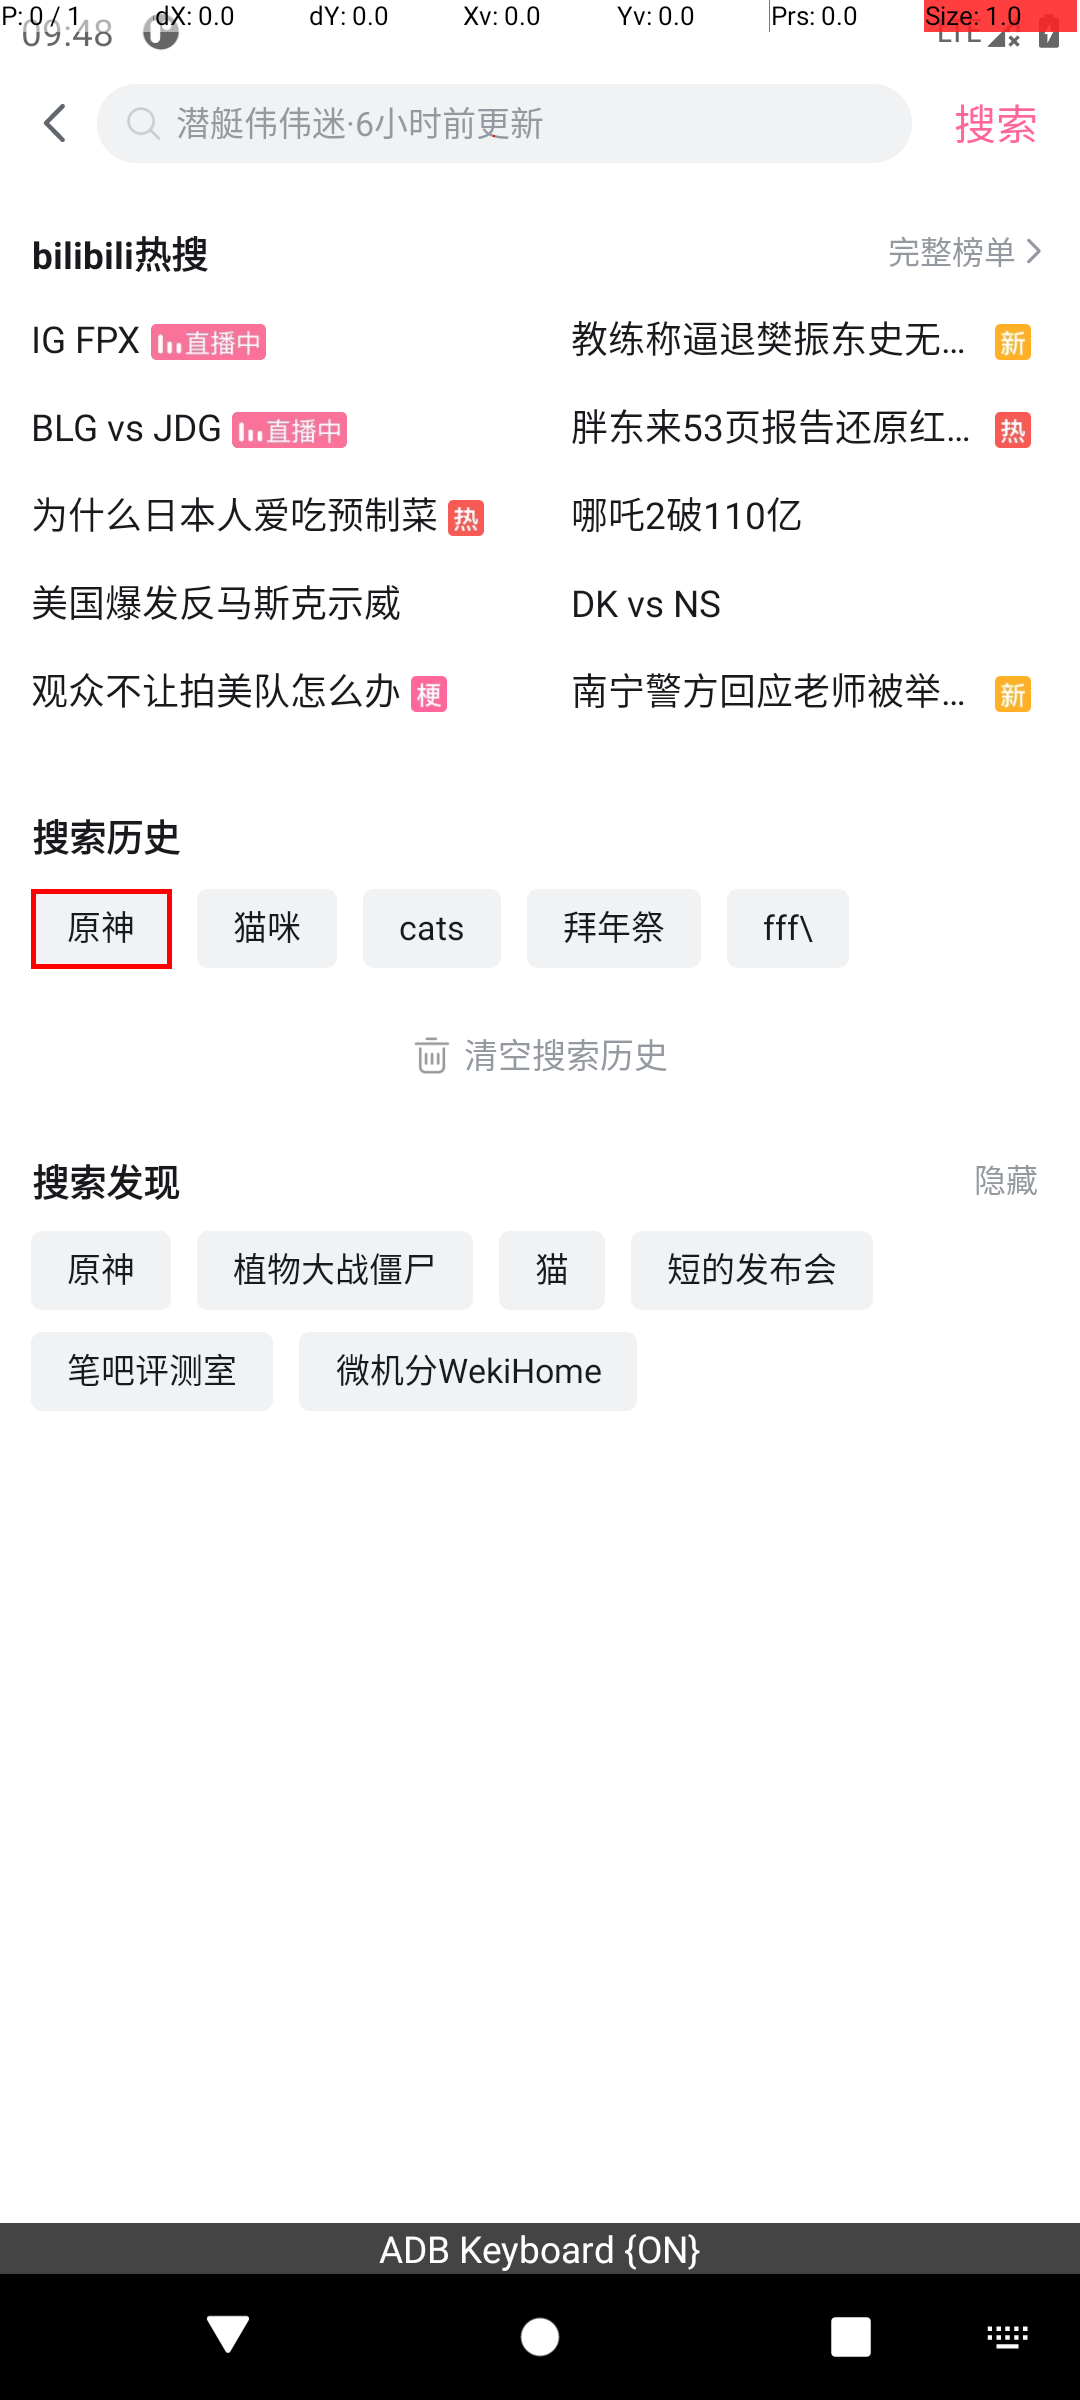 P: 0 / 1 dX: 0.0 dY: 0.0 Xv: 0.0 Yv: 0.0 Prs: 0.0 Size: 1.0
09:48 LTE
潜艇伟伟迷·6小时前更新 搜索
bilibili热搜 完整榜单
IG FPX 直播中 教练称逼退樊振东史无... 新
BLG vs JDG 直播中 胖东来53页报告还原红... 热
为什么日本人爱吃预制菜 热 哪吒2破110亿
美国爆发反马斯克示威 DK vs NS
观众不让拍美队怎么办 梗 南宁警方回应老师被举... 新
搜索历史
原神 猫咪 cats 拜年祭 fff\
清空搜索历史
搜索发现 隐藏
原神 植物大战僵尸 猫 短的发布会
笔吧评测室 微机分WekiHome
ADB Keyboard {ON}